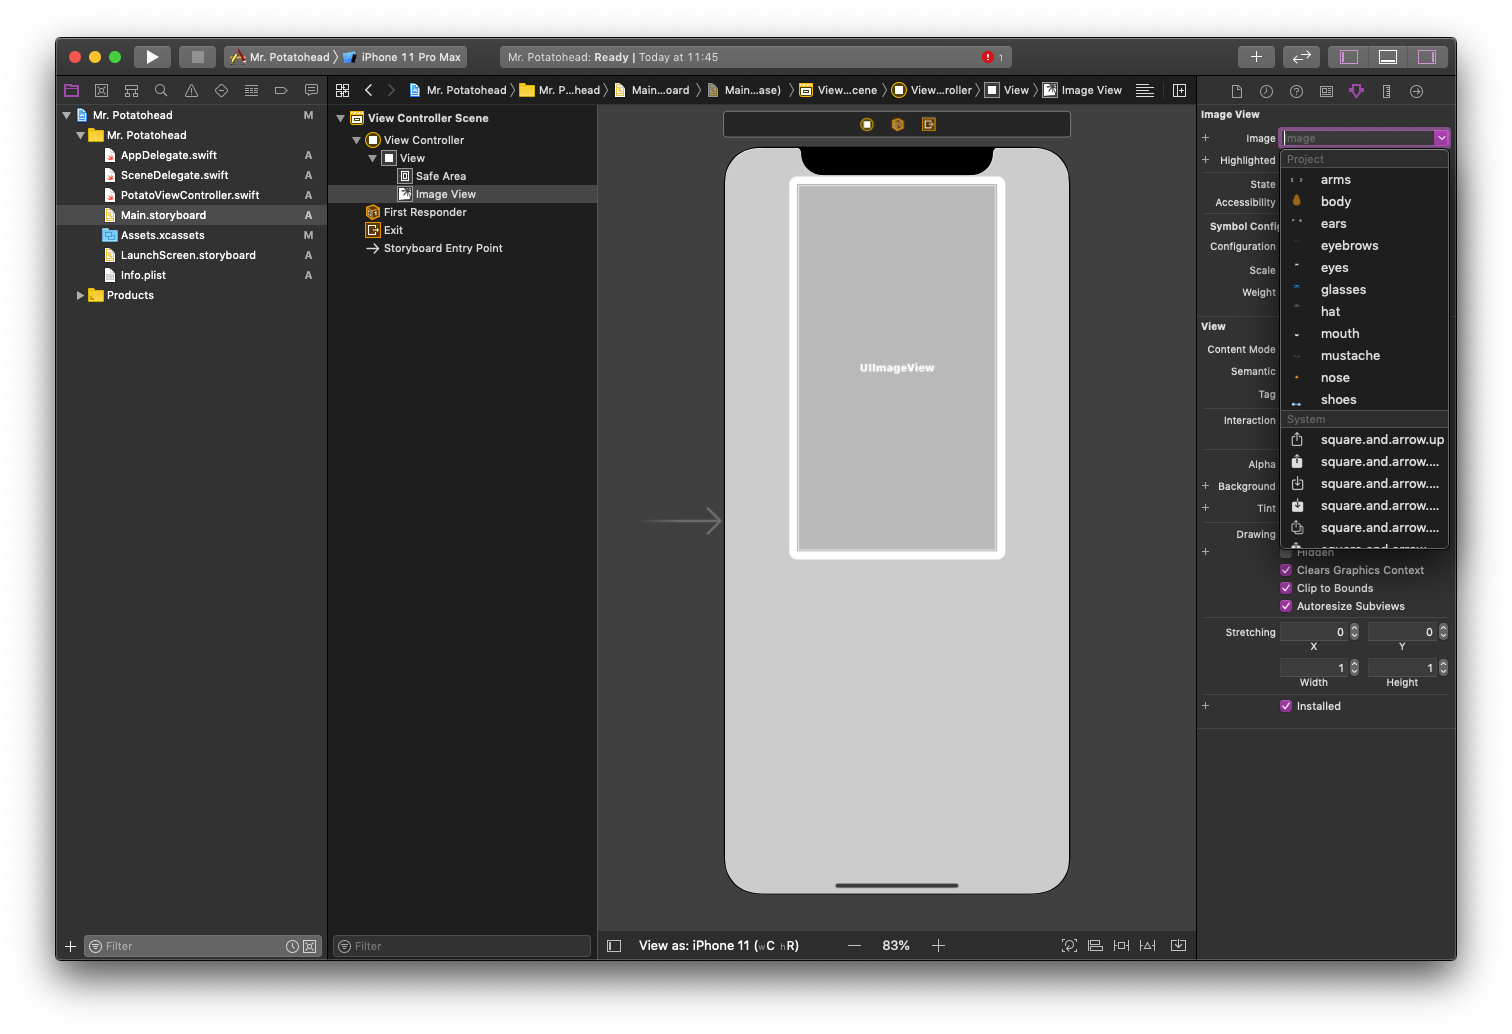 Mr. Potatohead
iPhone 11 Pro Max
Mr. Potatohead: Ready | Today at 11:45
1
Mr. Potatohead M
Mr. Potatohead
AppDelegate.swift A
SceneDelegate.swift A
PotatoViewController.swift A
Main.storyboard A
Assets.xcassets M
LaunchScreen.storyboard A
Info.plist A
Products
Filter
Mr. Potatohead
Mr. P...head
Main...oard
Main...ase)
View...cene
View...roller
View
Image View
View Controller Scene
View Controller
View
Safe Area
Image View
First Responder
Exit
Storyboard Entry Point
Filter
UIImageView
View as: iPhone 11 (wC hR)
83%
Image View
Image Image
Highlighted
State
Accessibility
Symbol Config
Configuration
Scale
Weight
View
Content Mode
Semantic
Tag
Interaction
Alpha
Background
Tint
Drawing
Project
arms
body
ears
eyebrows
eyes
glasses
hat
mouth
mustache
nose
shoes
System
square.and.arrow.up
square.and.arrow....
square.and.arrow....
square.and.arrow....
square.and.arrow....
Hidden
Clears Graphics Context
Clip to Bounds
Autoresize Subviews
Stretching 0 0
X Y
1 1
Width Height
Installed